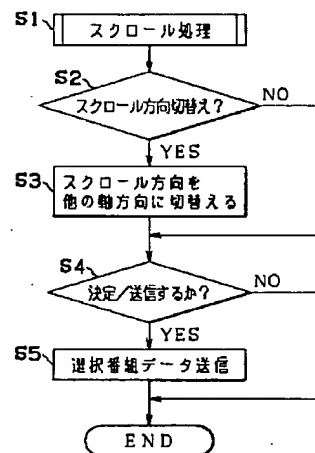 S1
スクロール処理
S2
スクロール方向切替え?
NO
YES
S3
スクロール方向を
他の軸方向に切替える
S4
決定/送信するか?
NO
YES
S5
選択番組データ送信
END